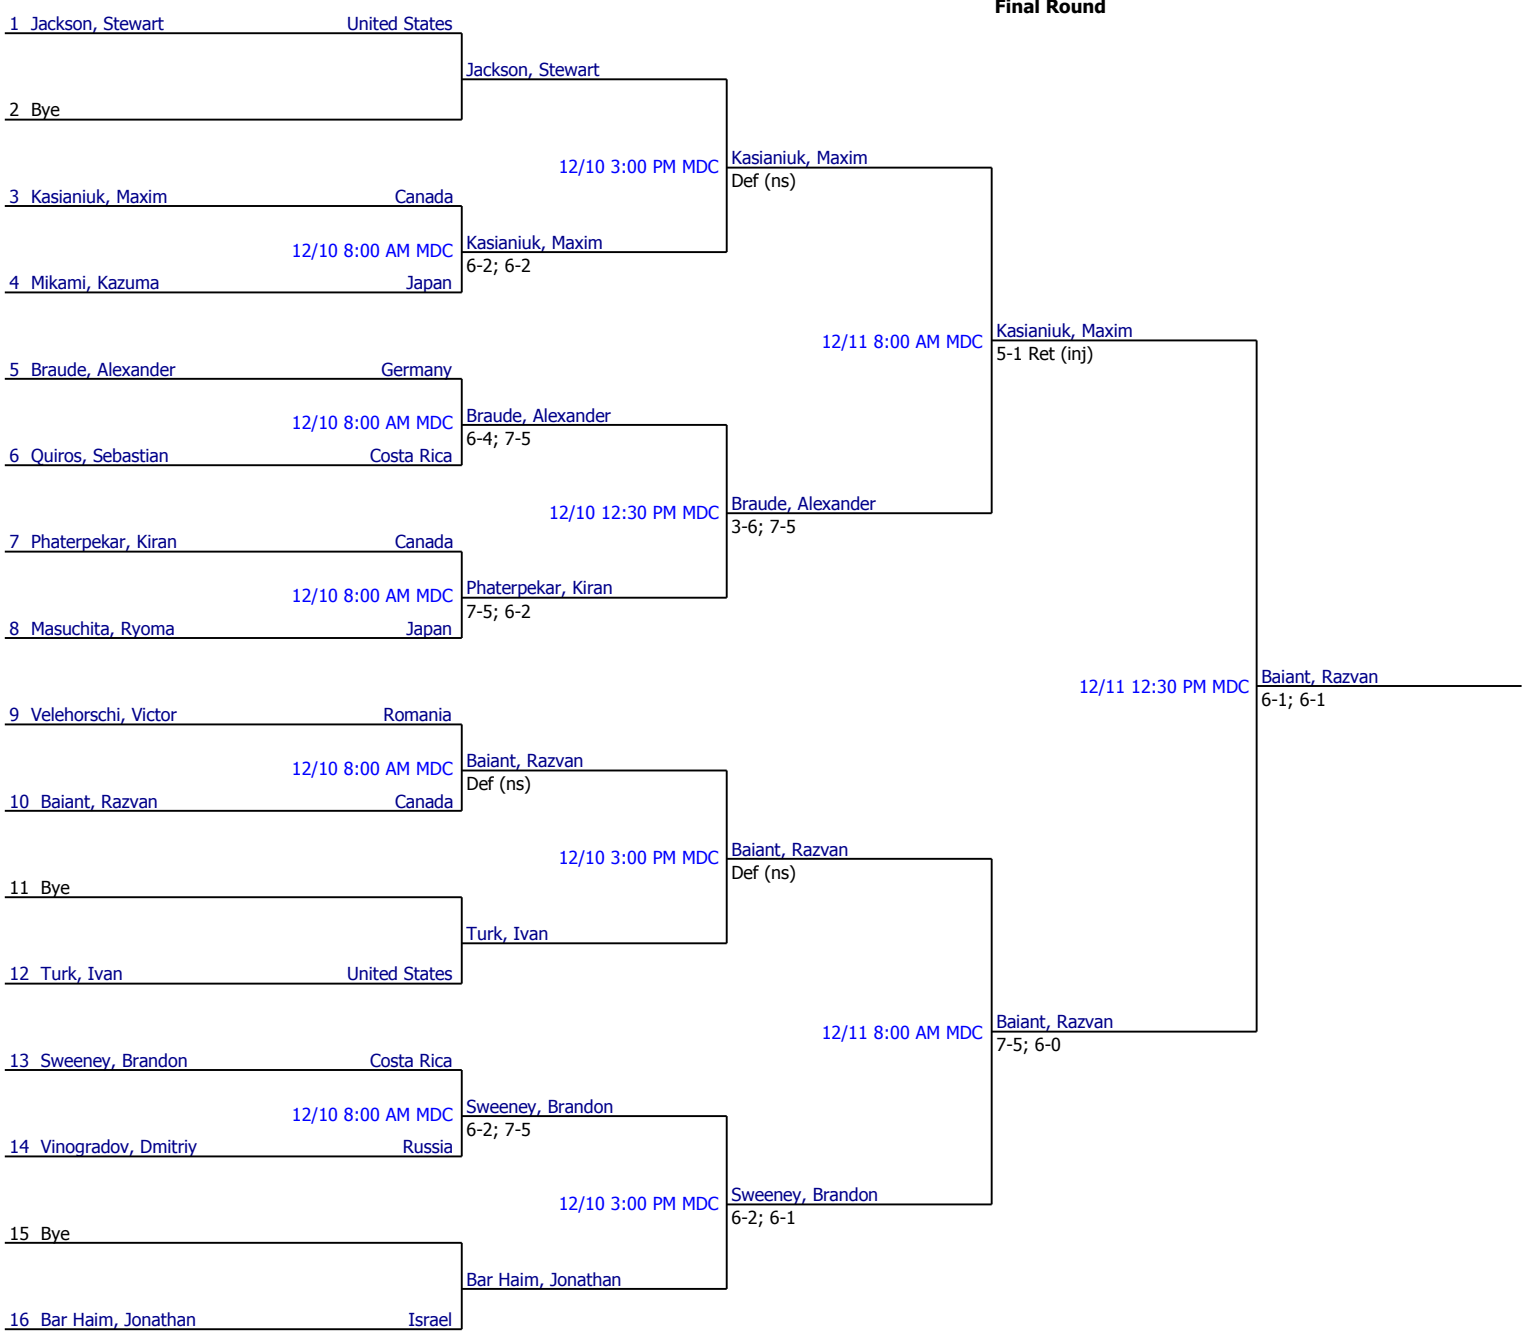 Final Round
1 Jackson, Stewart United States
Jackson, Stewart
2 Bye
12/10 3:00 PM MDC Kasianiuk, Maxim
Def (ns)
3 Kasianiuk, Maxim Canada
12/10 8:00 AM MDC Kasianiuk, Maxim
6-2; 6-2
4 Mikami, Kazuma Japan
12/11 8:00 AM MDC Kasianiuk, Maxim
5-1 Ret (inj)
5 Braude, Alexander Germany
12/10 8:00 AM MDC Braude, Alexander
6-4; 7-5
6 Quiros, Sebastian Costa Rica
12/10 12:30 PM MDC Braude, Alexander
3-6; 7-5
7 Phaterpekar, Kiran Canada
12/10 8:00 AM MDC Phaterpekar, Kiran
7-5; 6-2
8 Masuchita, Ryoma Japan
12/11 12:30 PM MDC Baiant, Razvan
6-1; 6-1
9 Velehorschi, Victor Romania
12/10 8:00 AM MDC Baiant, Razvan
Def (ns)
10 Baiant, Razvan Canada
12/10 3:00 PM MDC Baiant, Razvan
Def (ns)
11 Bye
Turk, Ivan
12 Turk, Ivan United States
12/11 8:00 AM MDC Baiant, Razvan
7-5; 6-0
13 Sweeney, Brandon Costa Rica
12/10 8:00 AM MDC Sweeney, Brandon
6-2; 7-5
14 Vinogradov, Dmitriy Russia
12/10 3:00 PM MDC Sweeney, Brandon
6-2; 6-1
15 Bye
Bar Haim, Jonathan
16 Bar Haim, Jonathan Israel